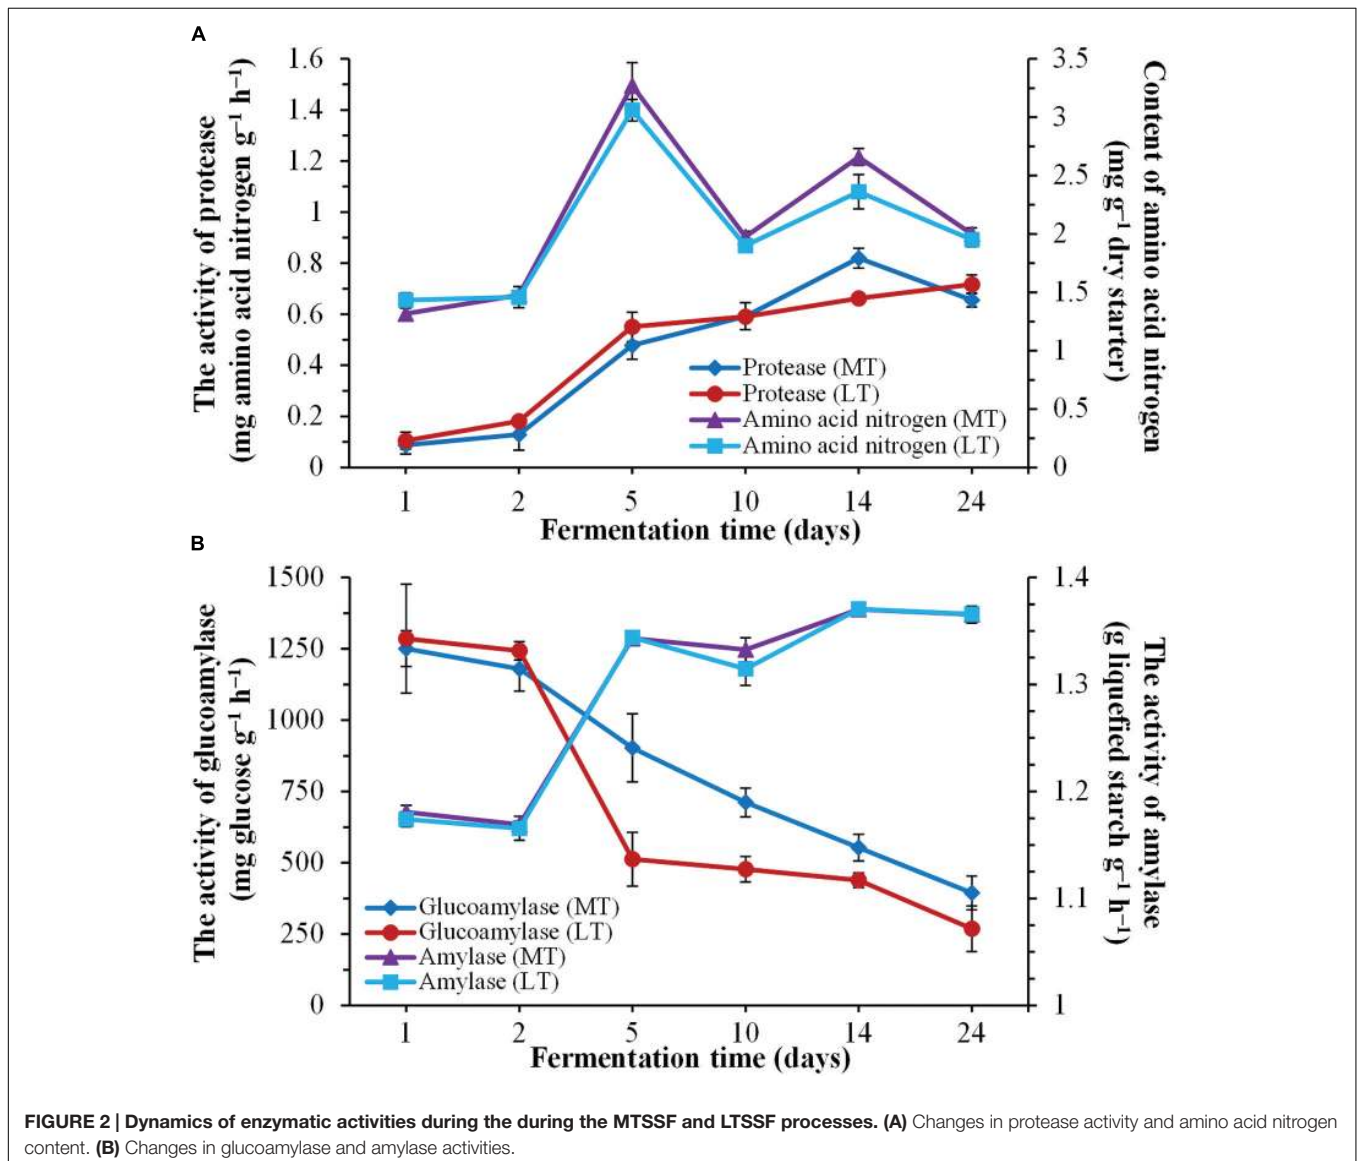 A
The activity of protease
(mg amino acid nitrogen g⁻¹ h⁻¹)
1.6
1.4
1.2
1
0.8
0.6
0.4
0.2
0
3.5
3
2.5
2
1.5
1
0.5
0
Content of amino acid nitrogen
(mg g⁻¹ dry starter)
Protease (MT)
Protease (LT)
Amino acid nitrogen (MT)
Amino acid nitrogen (LT)
1 2 5 10 14 24
Fermentation time (days)
B
The activity of glucoamylase
(mg glucose g⁻¹ h⁻¹)
1500
1250
1000
750
500
250
0
1.4
1.3
1.2
1.1
1
The activity of amylase
(g liquefied starch g⁻¹ h⁻¹)
Glucoamylase (MT)
Glucoamylase (LT)
Amylase (MT)
Amylase (LT)
1 2 5 10 14 24
Fermentation time (days)
FIGURE 2 | Dynamics of enzymatic activities during the during the MTSSF and LTSSF processes. (A) Changes in protease activity and amino acid nitrogen
content. (B) Changes in glucoamylase and amylase activities.